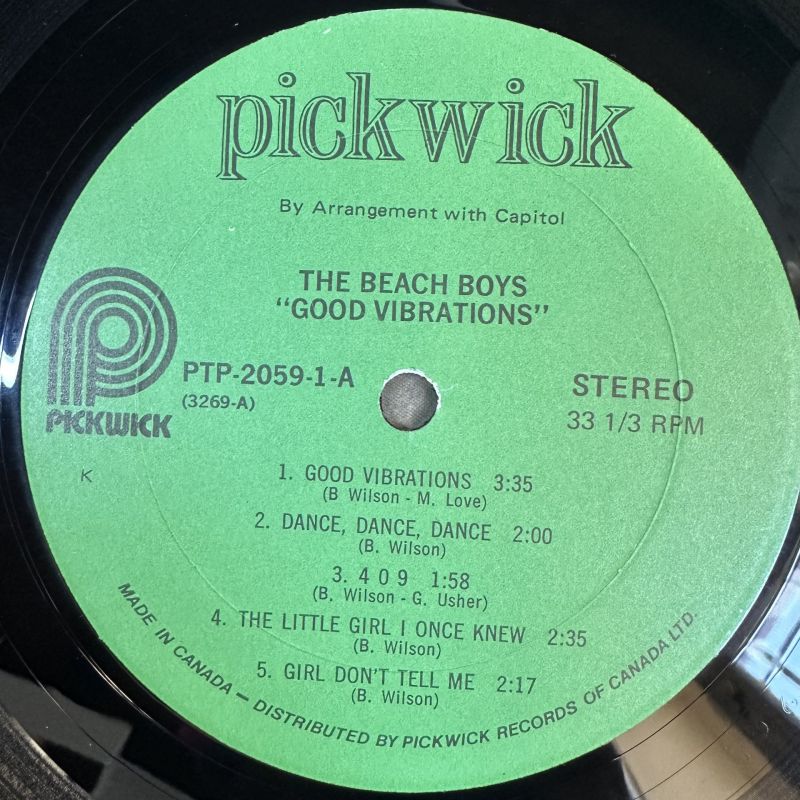 pickwick
By Arrangement with Capitol
THE BEACH BOYS
"GOOD VIBRATIONS"
PICKWICK
PTP-2059-1-A
(3269-A)
STEREO
33 1/3 RPM
K
1. GOOD VIBRATIONS 3:35
(B Wilson - M. Love)
2. DANCE, DANCE, DANCE 2:00
(B. Wilson)
3. 4 0 9 1:58
(B. Wilson - G. Usher)
4. THE LITTLE GIRL I ONCE KNEW 2:35
(B. Wilson)
5. GIRL DON'T TELL ME 2:17
(B. Wilson)
MADE IN CANADA — DISTRIBUTED BY PICKWICK RECORDS OF CANADA LTD.